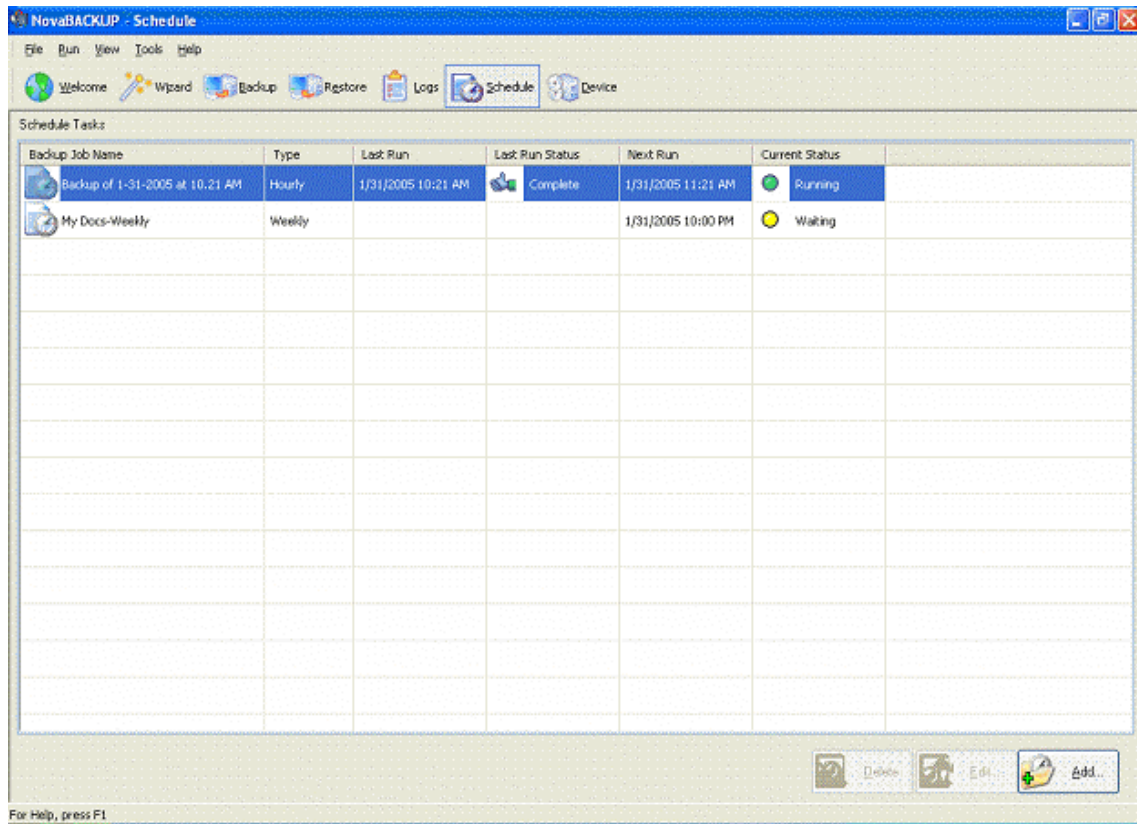 NovaBACKUP - Schedule
File Run View Tools Help
Welcome Wizard Backup Restore Logs Schedule Device
Schedule Tasks
Backup Job Name Type Last Run Last Run Status Next Run Current Status
Backup of 1-31-2005 at 10.21 AM Hourly 1/31/2005 10:21 AM Complete 1/31/2005 11:21 AM Running
My Docs-Weekly Weekly 1/31/2005 10:00 PM Waiting
Delete Edit... Add...
For Help, press F1